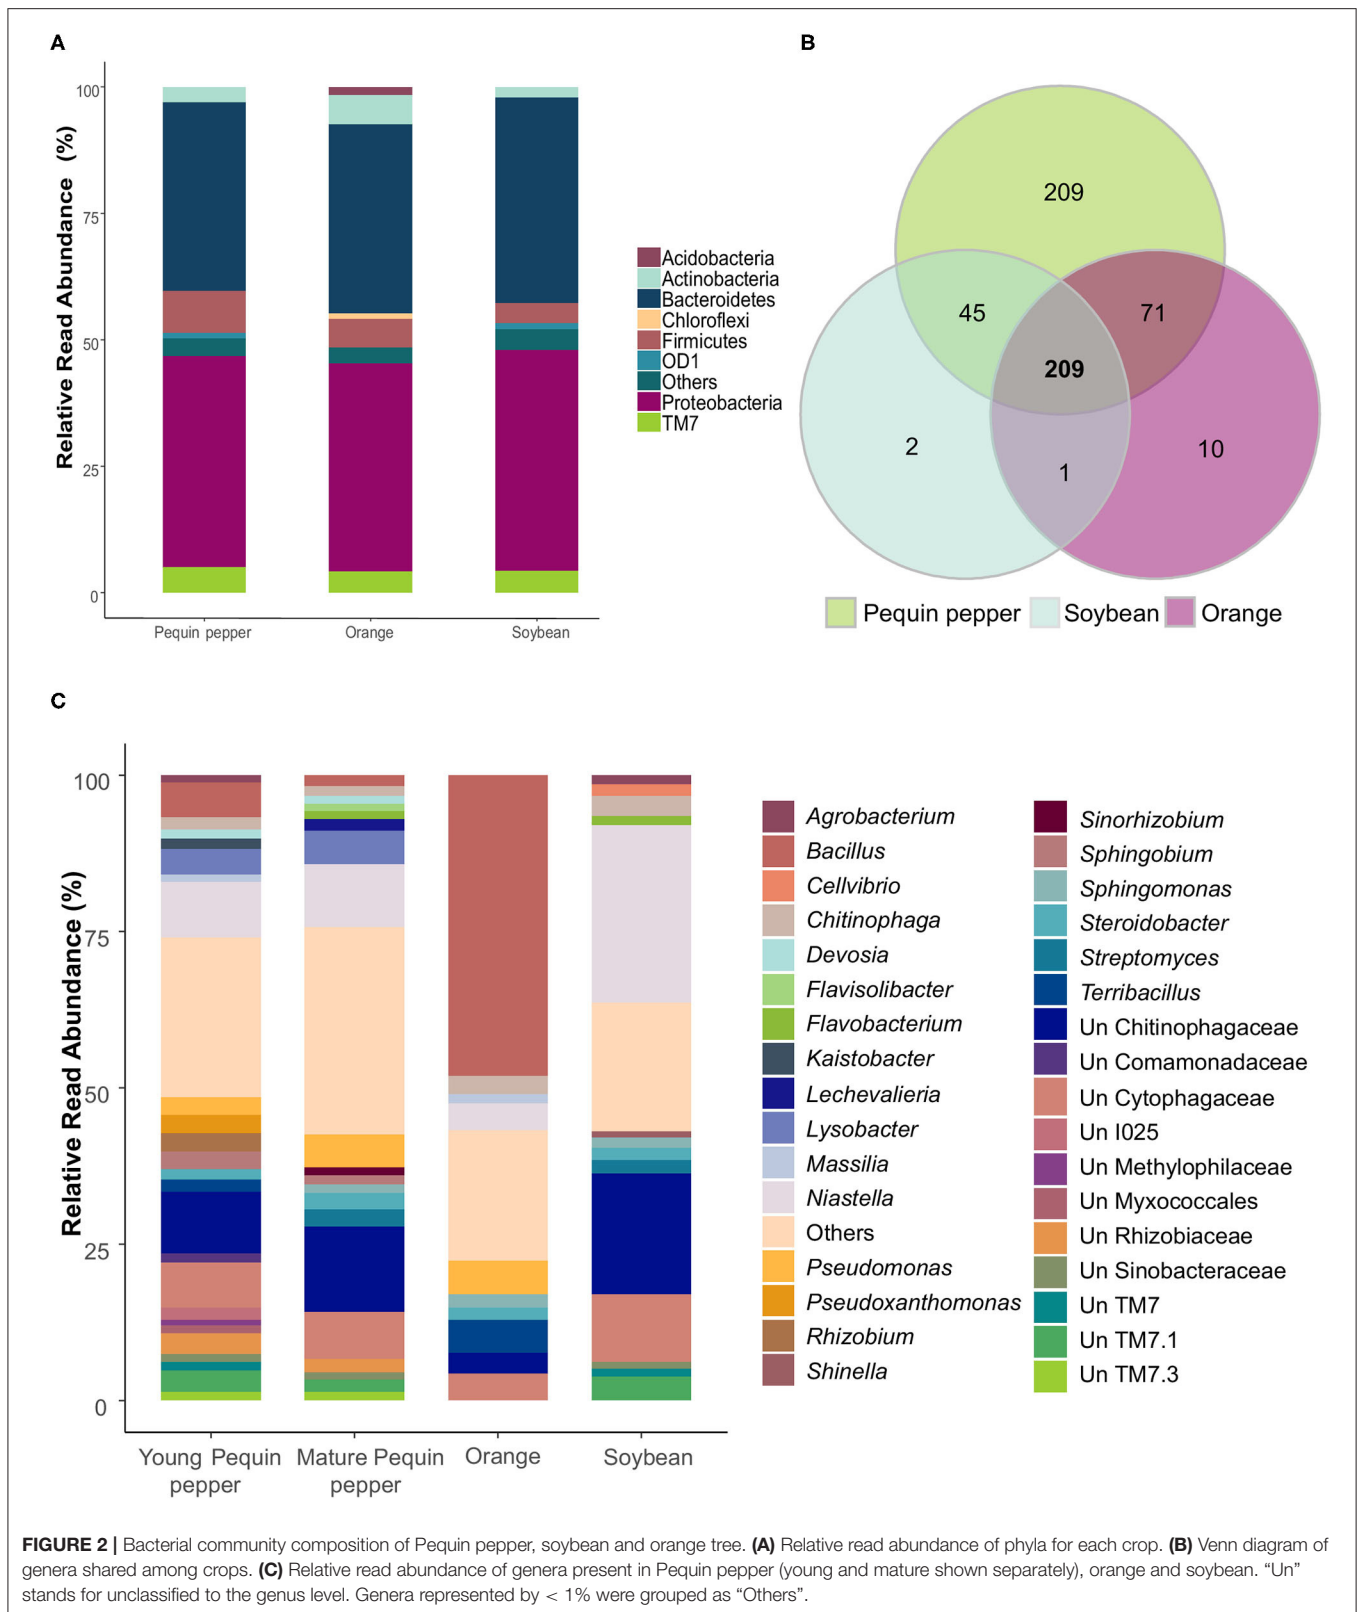 A
100
75
50
25
0
Relative Read Abundance (%)
Pequin pepper
Orange
Soybean
Acidobacteria
Actinobacteria
Bacteroidetes
Chloroflexi
Firmicutes
OD1
Others
Proteobacteria
TM7
B
209
45
71
209
2
1
10
Pequin pepper
Soybean
Orange
C
100
75
50
25
0
Relative Read Abundance (%)
Young Pequin
pepper
Mature Pequin
pepper
Orange
Soybean
Agrobacterium
Bacillus
Cellvibrio
Chitinophaga
Devosia
Flavisolibacter
Flavobacterium
Kaistobacter
Lechevalieria
Lysobacter
Massilia
Niastella
Others
Pseudomonas
Pseudoxanthomonas
Rhizobium
Shinella
Sinorhizobium
Sphingobium
Sphingomonas
Steroidobacter
Streptomyces
Terribacillus
Un Chitinophagaceae
Un Comamonadaceae
Un Cytophagaceae
Un I025
Un Methylophilaceae
Un Myxococcales
Un Rhizobiaceae
Un Sinobacteraceae
Un TM7
Un TM7.1
Un TM7.3
FIGURE 2 | Bacterial community composition of Pequin pepper, soybean and orange tree. (A) Relative read abundance of phyla for each crop. (B) Venn diagram of
genera shared among crops. (C) Relative read abundance of genera present in Pequin pepper (young and mature shown separately), orange and soybean. “Un”
stands for unclassified to the genus level. Genera represented by < 1% were grouped as “Others”.